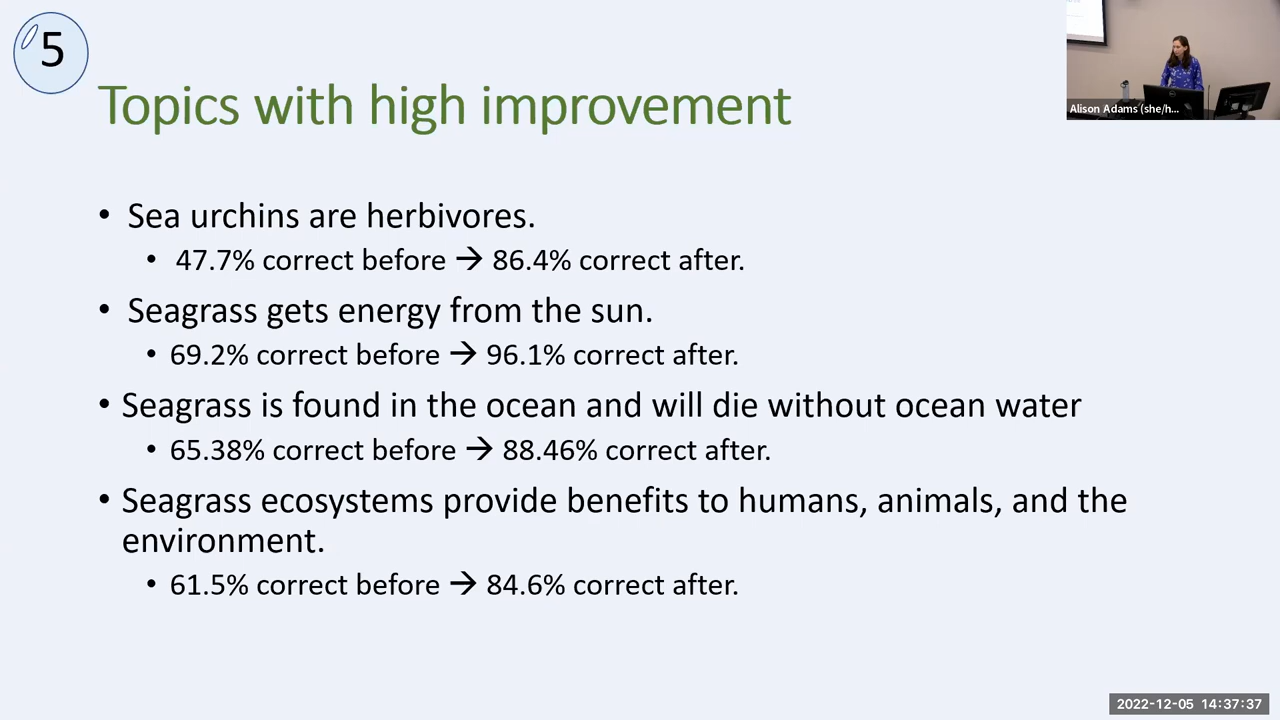 5
Topics with high improvement
Alison Adams (she/h...
• Sea urchins are herbivores.
• 47.7% correct before → 86.4% correct after.
• Seagrass gets energy from the sun.
• 69.2% correct before → 96.1% correct after.
• Seagrass is found in the ocean and will die without ocean water
• 65.38% correct before → 88.46% correct after.
• Seagrass ecosystems provide benefits to humans, animals, and the
environment.
• 61.5% correct before → 84.6% correct after.
2022-12-05 14:37:37